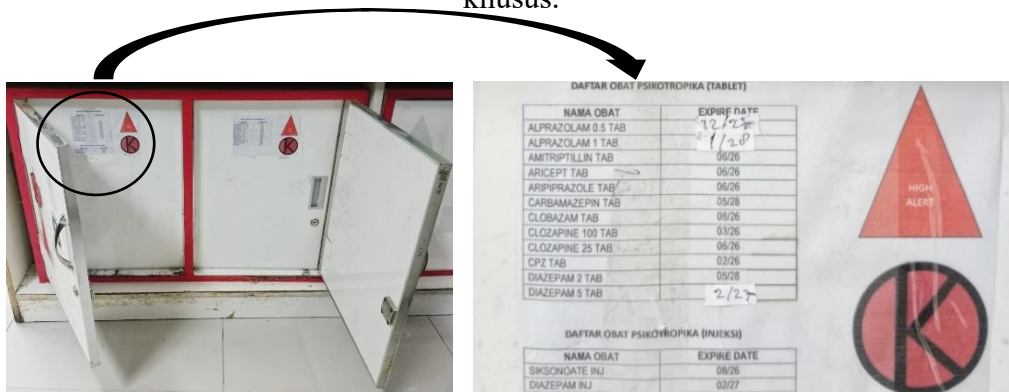 khusus.
DAFTAR OBAT PSIKOTROPIKA (TABLET)
NAMA OBAT EXPIRE DATE
ALPRAZOLAM 0.5 TAB
ALPRAZOLAM 1 TAB 1/28
AMITRIPTILLIN TAB 06/26
ARICEPT TAB 06/26
ARIPIPRAZOLE TAB 06/26
CARBAMAZEPIN TAB 05/28
CLOBAZAM TAB 08/26
CLOZAPINE 100 TAB 03/26
CLOZAPINE 25 TAB 06/26
CPZ TAB 02/26
DIAZEPAM 2 TAB 05/28
DIAZEPAM 5 TAB
HIGH
ALERT
K
DAFTAR OBAT PSIKOTROPIKA (INJEKSI)
NAMA OBAT EXPIRE DATE
SIKSONOATE INJ 08/26
DIAZEPAM INJ 02/27